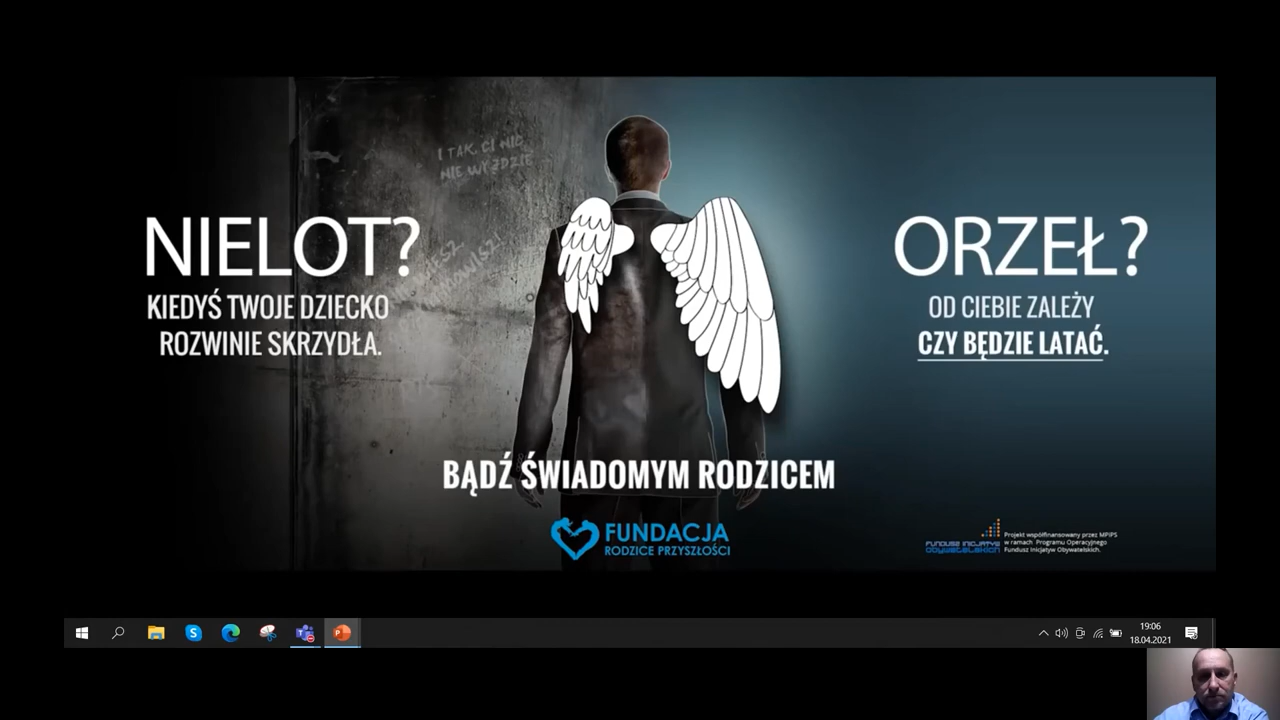 I TAK, CI NIC
NIE WYJDZIE
NIELOT?
KIEDYŚ TWOJE DZIECKO
ROZWINIE SKRZYDŁA.
ORZEŁ?
OD CIEBIE ZALEŻY
CZY BĘDZIE LATAĆ.
BĄDŹ ŚWIADOMYM RODZICEM
FUNDACJA
RODZICE PRZYSZŁOŚCI
FUNDUSZ INICJATYW
OBYWATELSKICH
Projekt współfinansowany przez MPiPS
w ramach Programu Operacyjnego
Fundusz Inicjatyw Obywatelskich.
19:06
18.04.2021